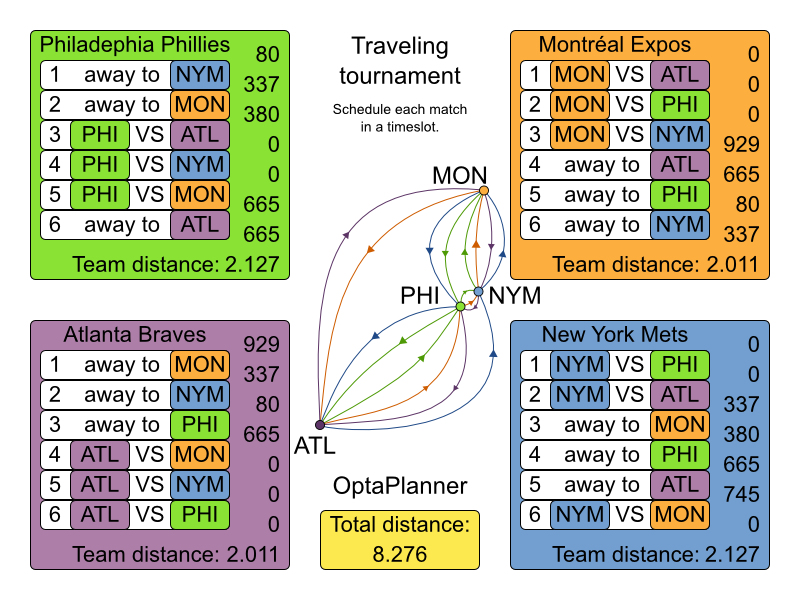 Philadephia Phillies
80
1 away to NYM
337
2 away to MON
380
3 PHI VS ATL
0
4 PHI VS NYM
0
5 PHI VS MON
665
6 away to ATL
665
Team distance: 2.127
Traveling
tournament
Schedule each match
in a timeslot.
Montréal Expos
0
1 MON VS ATL
0
2 MON VS PHI
0
3 MON VS NYM
929
4 away to ATL
665
5 away to PHI
80
6 away to NYM
337
Team distance: 2.011
MON
PHI
NYM
ATL
Atlanta Braves
929
1 away to MON
337
2 away to NYM
80
3 away to PHI
665
4 ATL VS MON
0
5 ATL VS NYM
0
6 ATL VS PHI
0
Team distance: 2.011
OptaPlanner
Total distance:
8.276
New York Mets
0
1 NYM VS PHI
0
2 NYM VS ATL
337
3 away to MON
380
4 away to PHI
665
5 away to ATL
745
6 NYM VS MON
0
Team distance: 2.127